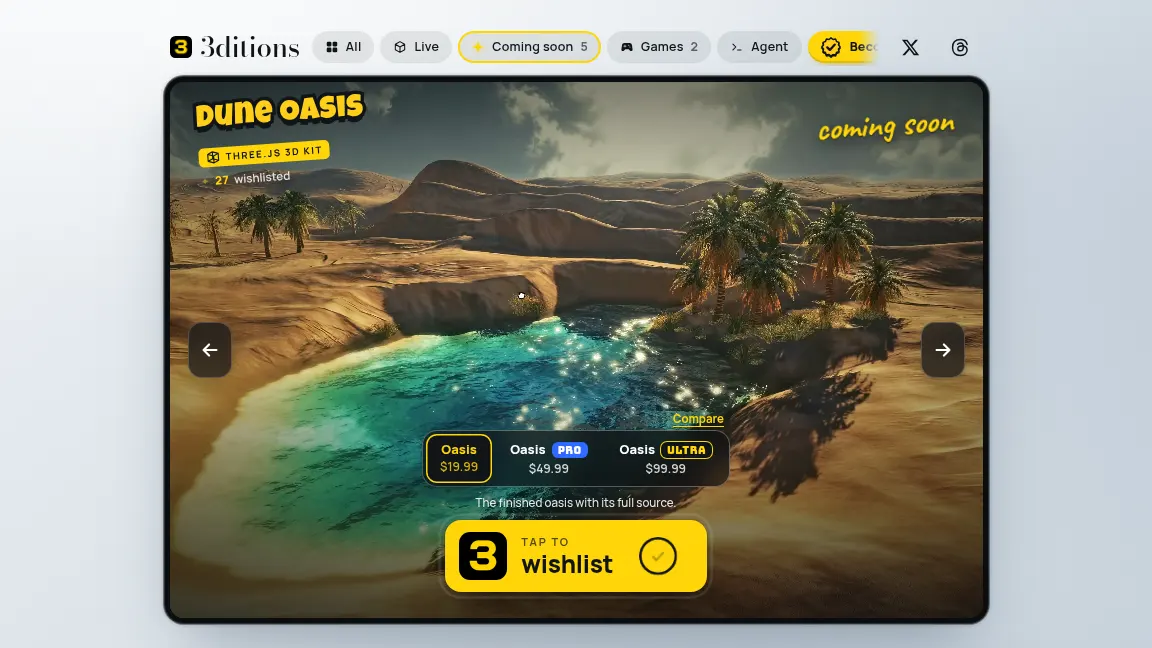 3 3ditions
All
Live
Coming soon 5
Games 2
Agent
Bec
Dune Oasis
THREE.JS 3D KIT
27 wishlisted
coming soon
Compare
Oasis
$19.99
Oasis PRO
$49.99
Oasis ULTRA
$99.99
The finished oasis with its full source.
3
TAP TO
wishlist